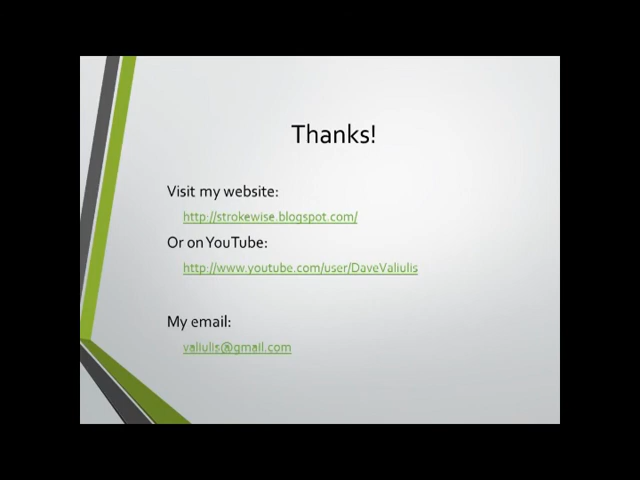 Thanks!
Visit my website:
http://strokewise.blogspot.com/
Or on YouTube:
http://www.youtube.com/user/DaveValiulis
My email:
valiulis@gmail.com